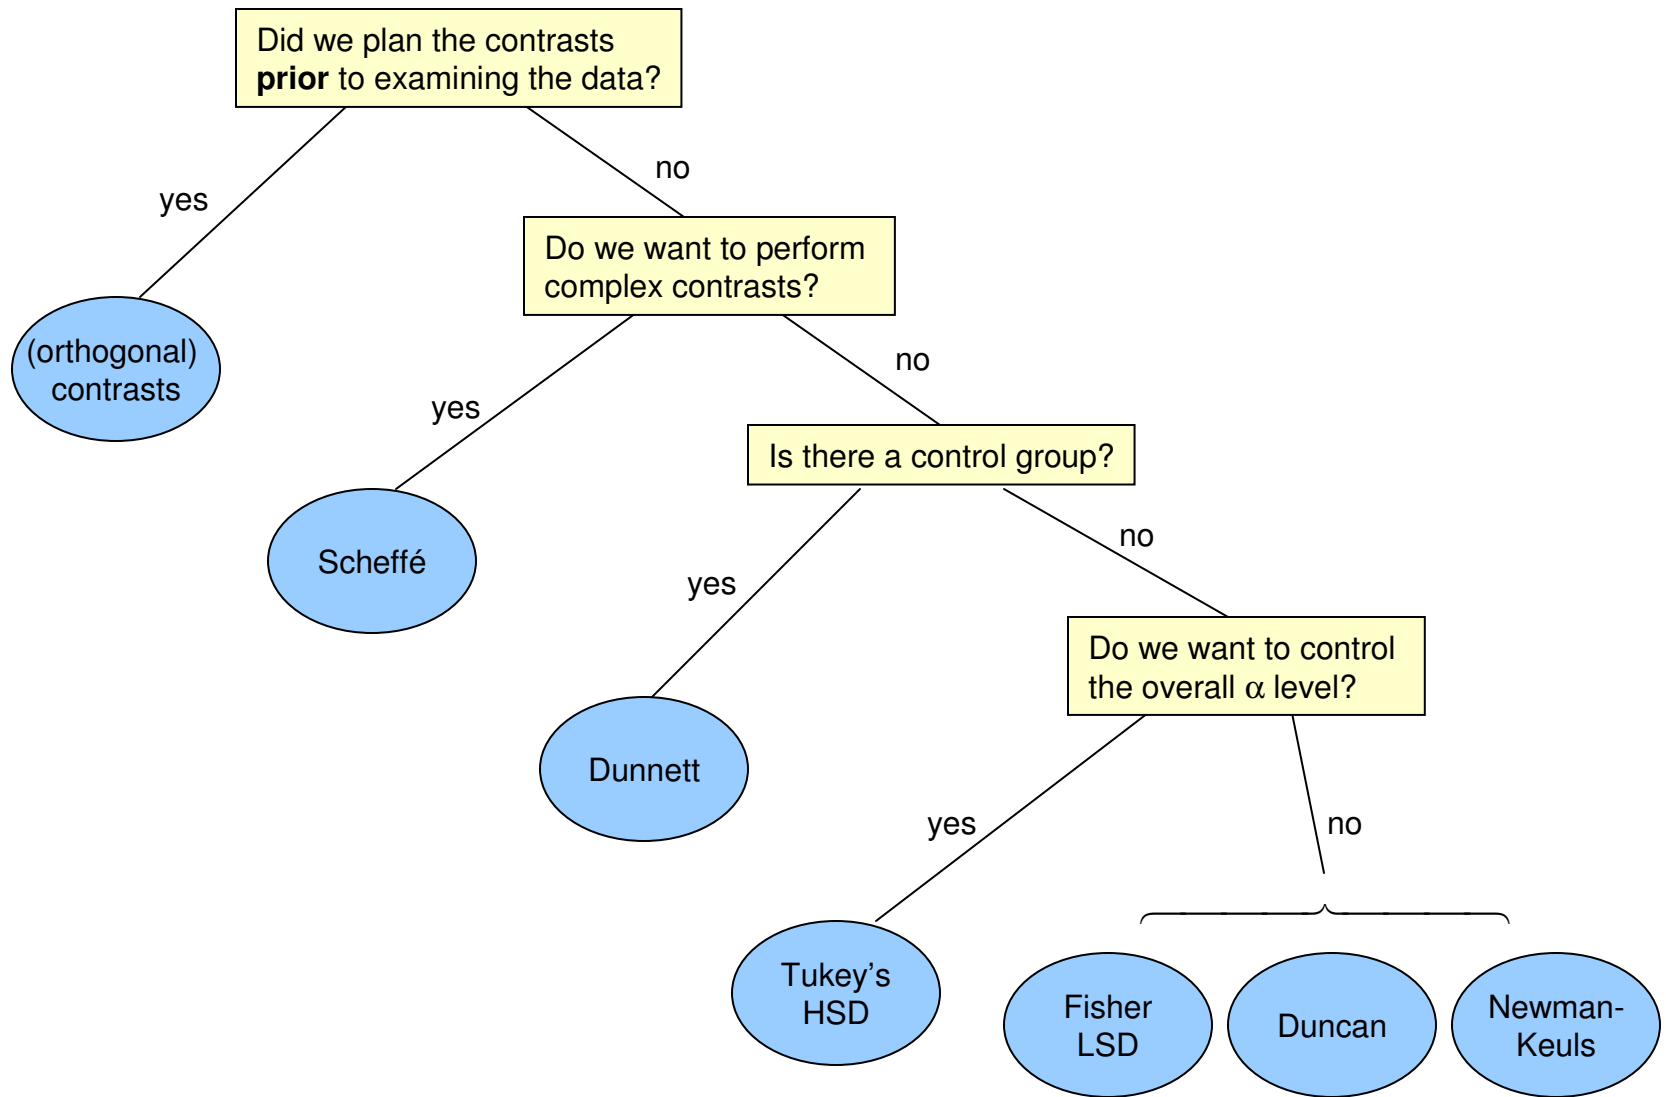 Did we plan the contrasts
prior to examining the data?
no
yes
Do we want to perform
complex contrasts?
(orthogonal)
contrasts
no
yes
Is there a control group?
no
Scheffé
yes
Do we want to control
the overall α level?
Dunnett
yes
no
Tukey’s
HSD
Fisher
LSD
Duncan
Newman-
Keuls